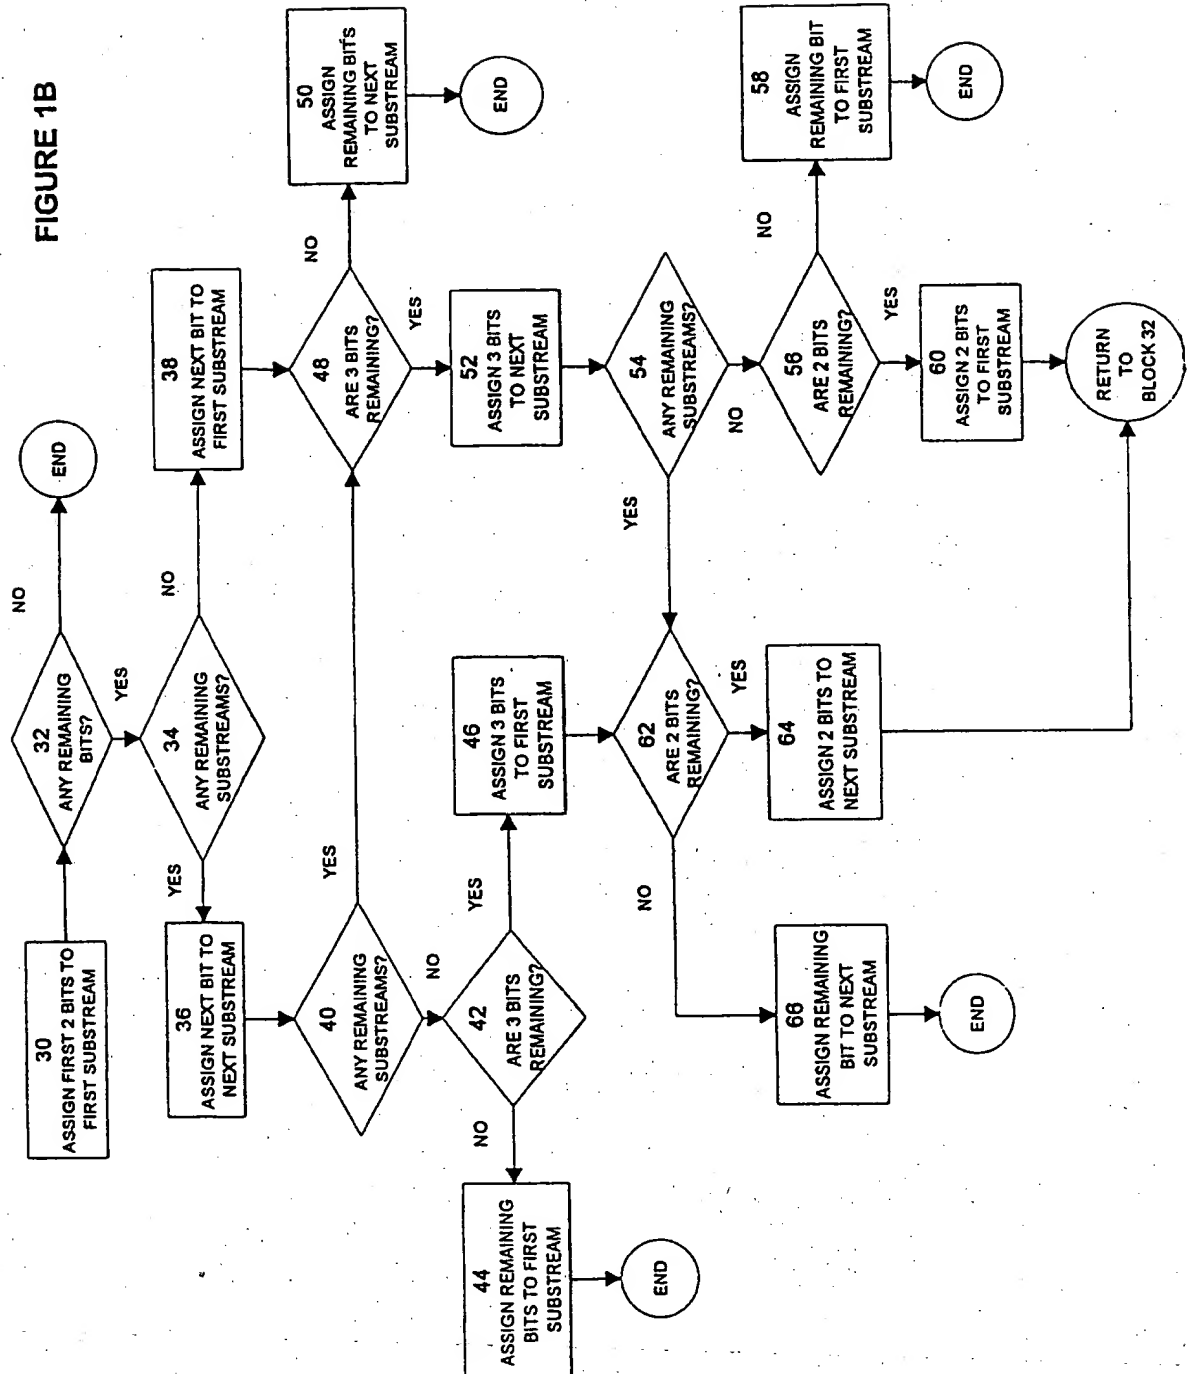 FIGURE 1B
30
ASSIGN FIRST 2 BITS TO
FIRST SUBSTREAM
32
ANY REMAINING
BITS?
NO
END
YES
34
ANY REMAINING
SUBSTREAMS?
YES
NO
36
ASSIGN NEXT BIT TO
NEXT SUBSTREAM
38
ASSIGN NEXT BIT TO
FIRST SUBSTREAM
40
ANY REMAINING
SUBSTREAMS?
YES
NO
42
ARE 3 BITS
REMAINING?
NO
YES
44
ASSIGN REMAINING
BITS TO FIRST
SUBSTREAM
END
46
ASSIGN 3 BITS
TO FIRST
SUBSTREAM
48
ARE 3 BITS
REMAINING?
NO
YES
50
ASSIGN
REMAINING BITS
TO NEXT
SUBSTREAM
END
52
ASSIGN 3 BITS
TO NEXT
SUBSTREAM
54
ANY REMAINING
SUBSTREAMS?
YES
NO
56
ARE 2 BITS
REMAINING?
NO
YES
58
ASSIGN
REMAINING BIT
TO FIRST
SUBSTREAM
END
60
ASSIGN 2 BITS
TO FIRST
SUBSTREAM
62
ARE 2 BITS
REMAINING?
NO
YES
64
ASSIGN 2 BITS TO
NEXT SUBSTREAM
66
ASSIGN REMAINING
BIT TO NEXT
SUBSTREAM
END
RETURN
TO
BLOCK 32